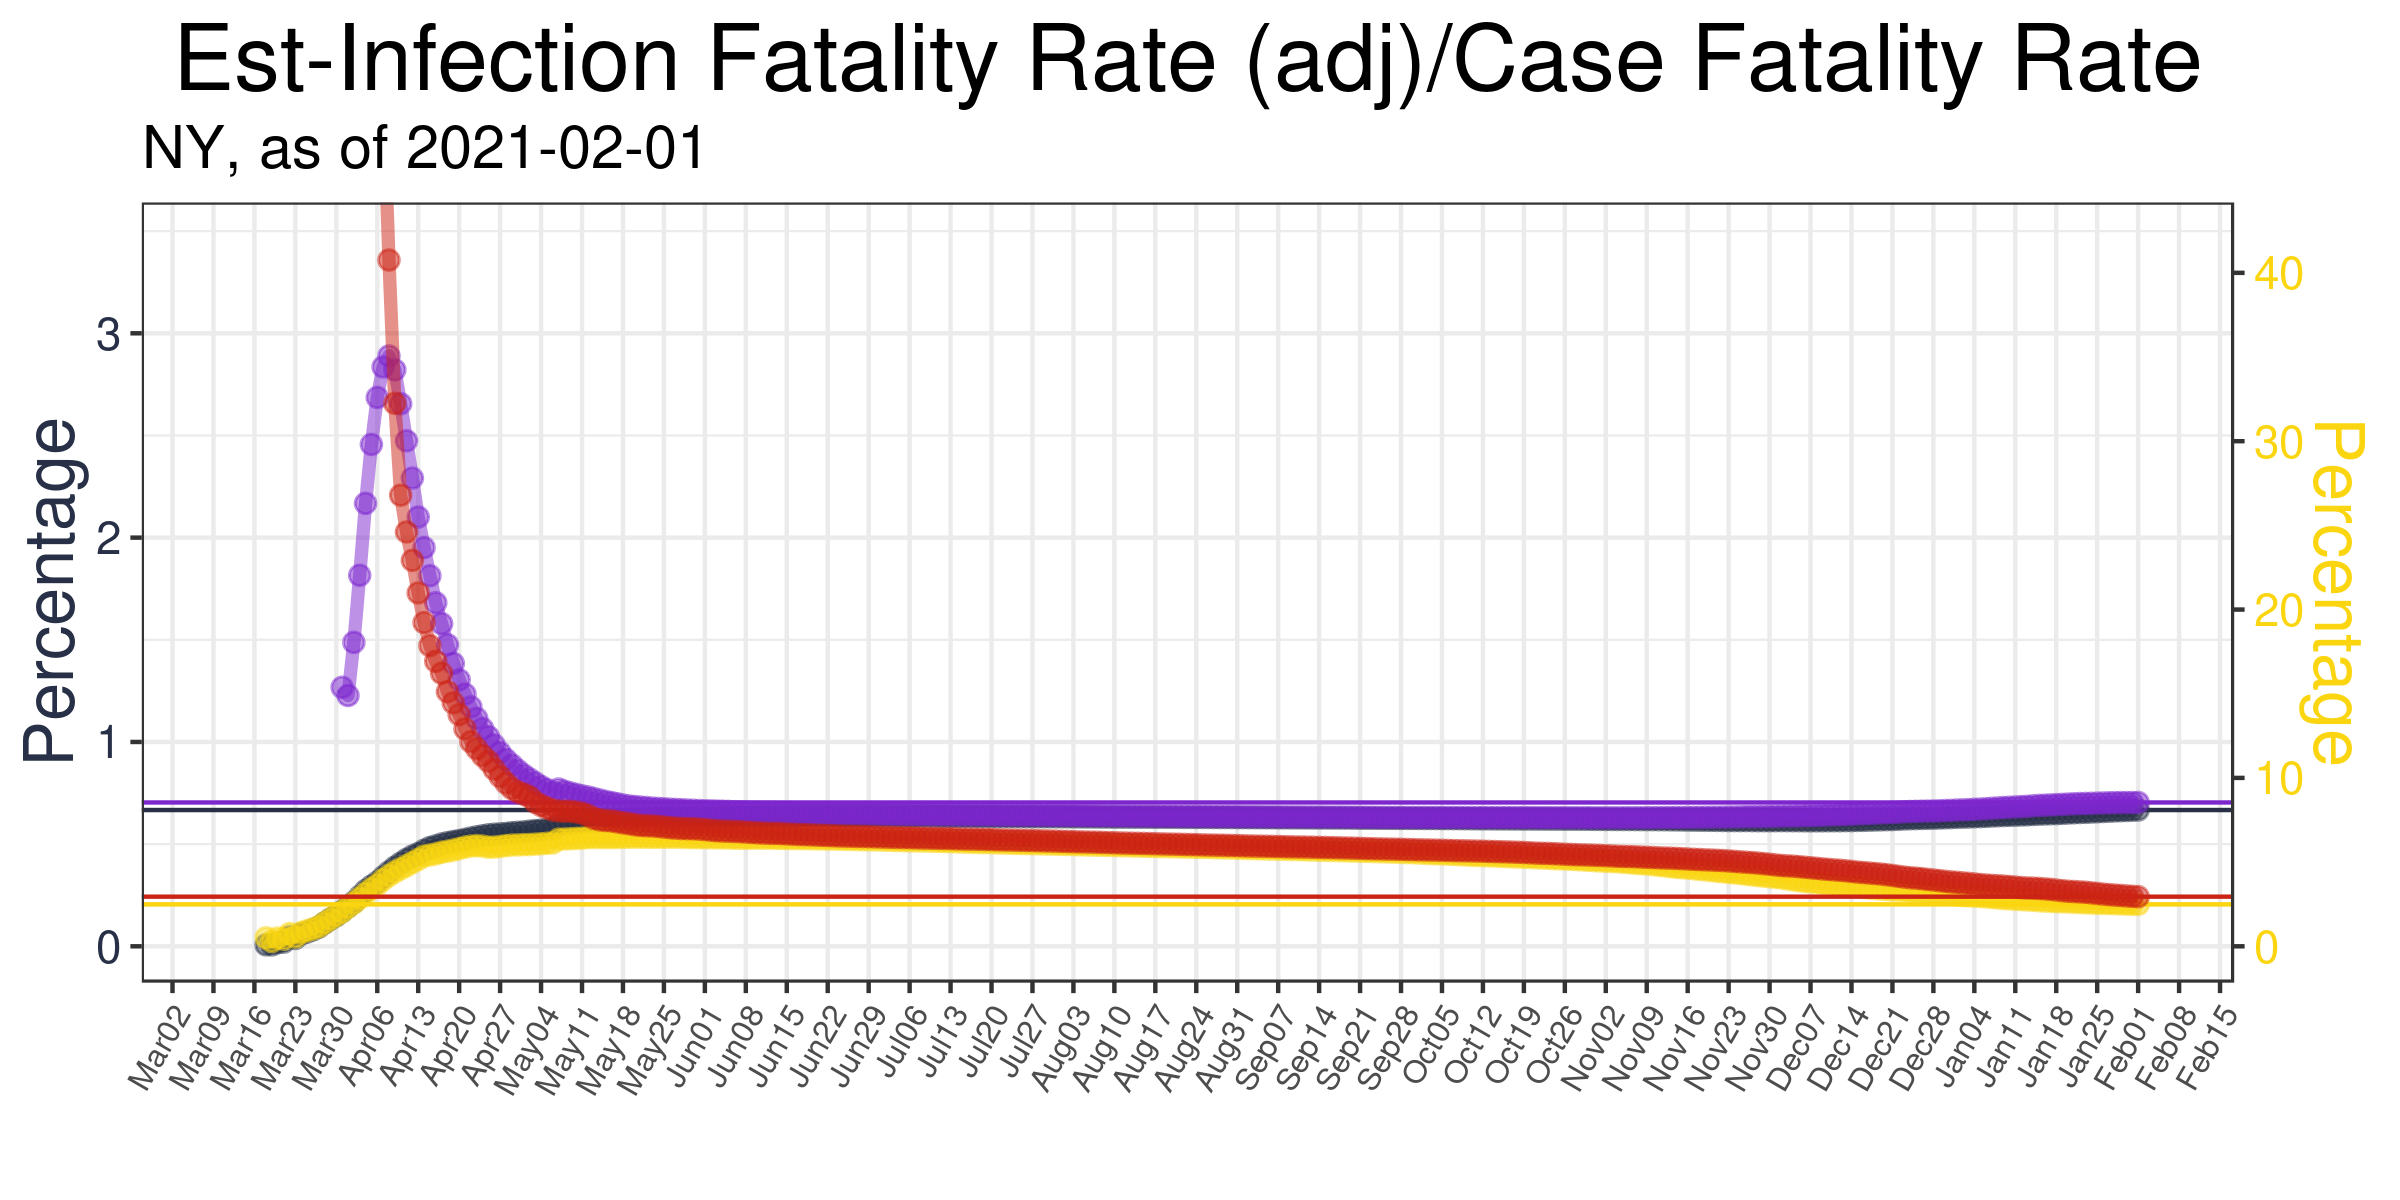 Est-Infection Fatality Rate (adj)/Case Fatality Rate
NY, as of 2021-02-01
Percentage
3
2
1
0
40
30
20
10
0
Percentage
Mar02
Mar09
Mar16
Mar23
Mar30
Apr06
Apr13
Apr20
Apr27
May04
May11
May18
May25
Jun01
Jun08
Jun15
Jun22
Jun29
Jul06
Jul13
Jul20
Jul27
Aug03
Aug10
Aug17
Aug24
Aug31
Sep07
Sep14
Sep21
Sep28
Oct05
Oct12
Oct19
Oct26
Nov02
Nov09
Nov16
Nov23
Nov30
Dec07
Dec14
Dec21
Dec28
Jan04
Jan11
Jan18
Jan25
Feb01
Feb08
Feb15